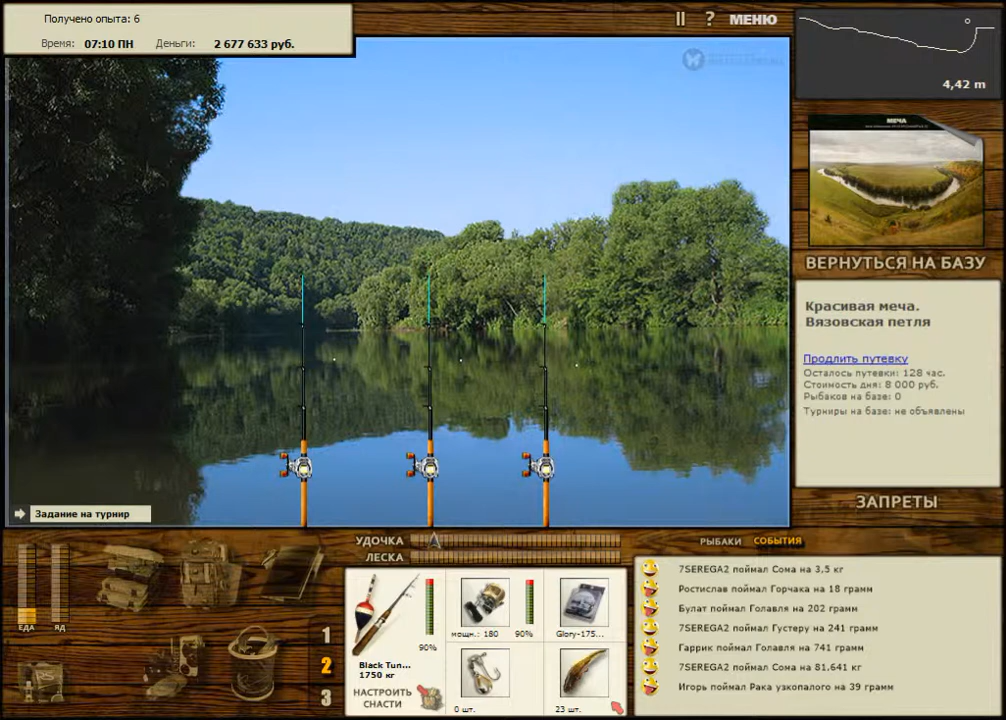 Получено опыта: 6
Время: 07:10 ПН Деньги: 2 677 633 руб.
|| ? МЕНЮ
4,42 m
МЕЧА
ВЕРНУТЬСЯ НА БАЗУ
Красивая меча.
Вязовская петля
Продлить путевку
Осталось путевки: 128 час.
Стоимость дня: 8 000 руб.
Рыбаков на базе: 0
Турниры на базе: не объявлены
ЗАПРЕТЫ
Задание на турнир
УДОЧКА
ЛЕСКА
РЫБАКИ СОБЫТИЯ
7SEREGA2 поймал Сома на 3,5 кг
Ростислав поймал Горчака на 18 грамм
Булат поймал Голавля на 202 грамм
7SEREGA2 поймал Густеру на 241 грамм
Гаррик поймал Голавля на 741 грамм
7SEREGA2 поймал Сома на 81,641 кг
Игорь поймал Рака узкопалого на 39 грамм
ЕДА ЯД
1
2
3
90%
Black Tun...
1750 кг
НАСТРОИТЬ
СНАСТИ
мощн.: 180 90%
Glory-175...
0 шт.
23 шт.